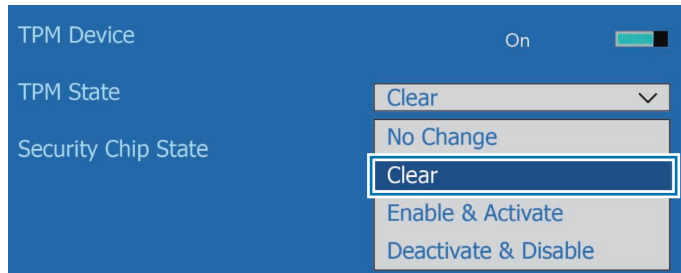 TPM Device On
TPM State Clear
No Change
Security Chip State
Clear
Enable & Activate
Deactivate & Disable